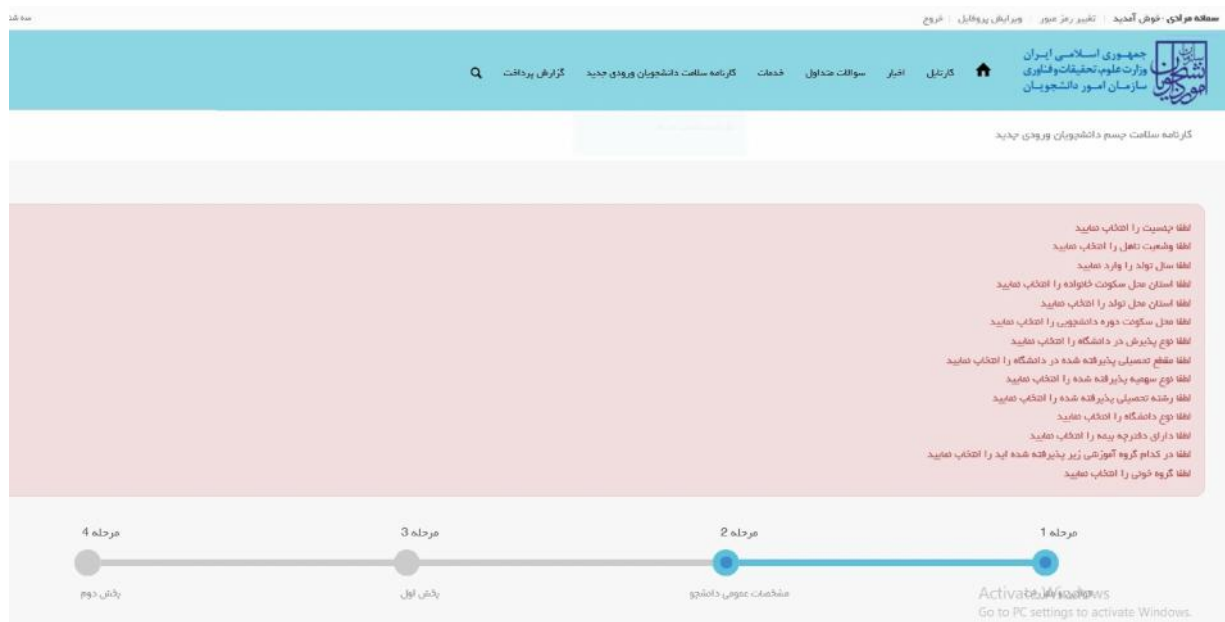 سمانه مرادی -خوش آمدید | تغییر رمز عبور | ویرایش پروفایل | خروج
سه شنـ
جمهوری اسلامی ایران
وزارت علوم، تحقیقات و فناوری
سازمان امور دانشجویان
سازمان امور دانشجویان
کارتابل اخبار سوالات متداول خدمات کارنامه سلامت دانشجویان ورودی جدید گزارش پرداخت
کارنامه سلامت جسم دانشجویان ورودی جدید
لطفا جنسیت را انتخاب نمایید
لطفا وضعیت تاهل را انتخاب نمایید
لطفا سال تولد را وارد نمایید
لطفا استان محل سکونت خانواده را انتخاب نمایید
لطفا استان محل تولد را انتخاب نمایید
لطفا محل سکونت دوره دانشجویی را انتخاب نمایید
لطفا نوع پذیرش در دانشگاه را انتخاب نمایید
لطفا مقطع تحصیلی پذیرفته شده در دانشگاه را انتخاب نمایید
لطفا نوع سهمیه پذیرفته شده را انتخاب نمایید
لطفا رشته تحصیلی پذیرفته شده را انتخاب نمایید
لطفا نوع دانشگاه را انتخاب نمایید
لطفا دارای دفترچه بیمه را انتخاب نمایید
لطفا در کدام گروه آموزشی زیر پذیرفته شده اید را انتخاب نمایید
لطفا گروه خونی را انتخاب نمایید
مرحله 1 مرحله 2 مرحله 3 مرحله 4
مشخصات عمومی دانشجو بخش اول بخش دوم
Activate Windows
Go to PC settings to activate Windows.